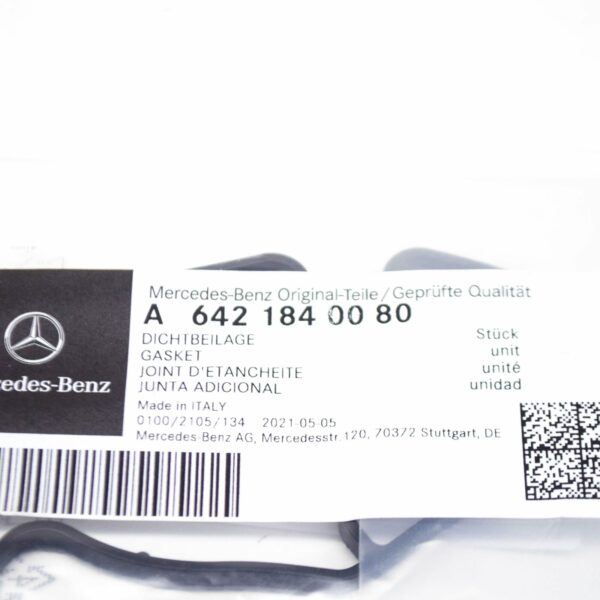 Mercedes-Benz Original-Teile/Geprüfte Qualität
A 642 184 00 80
DICHTBEILAGE Stück
GASKET unit
JOINT D'ETANCHEITE unité
JUNTA ADICIONAL unidad
cedes-Benz
Made in ITALY
0100/2105/134 2021-05-05
Mercedes-Benz AG, Mercedesstr.120, 70372 Stuttgart, DE